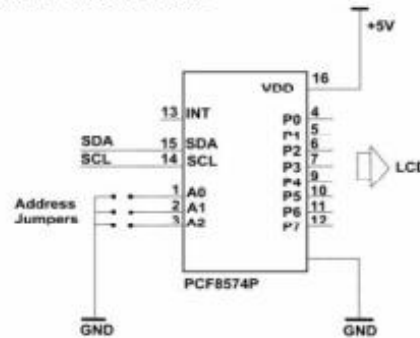 +5V
VDD 16
13 INT
P0 4
P1 5
SDA 15 SDA
P2 6
SCL 14 SCL
P3 7
P4 9
LCD
1 A0
P5 10
Address
Jumpers
2 A1
P6 11
3 A2
P7 12
PCF8574P
GND
GND